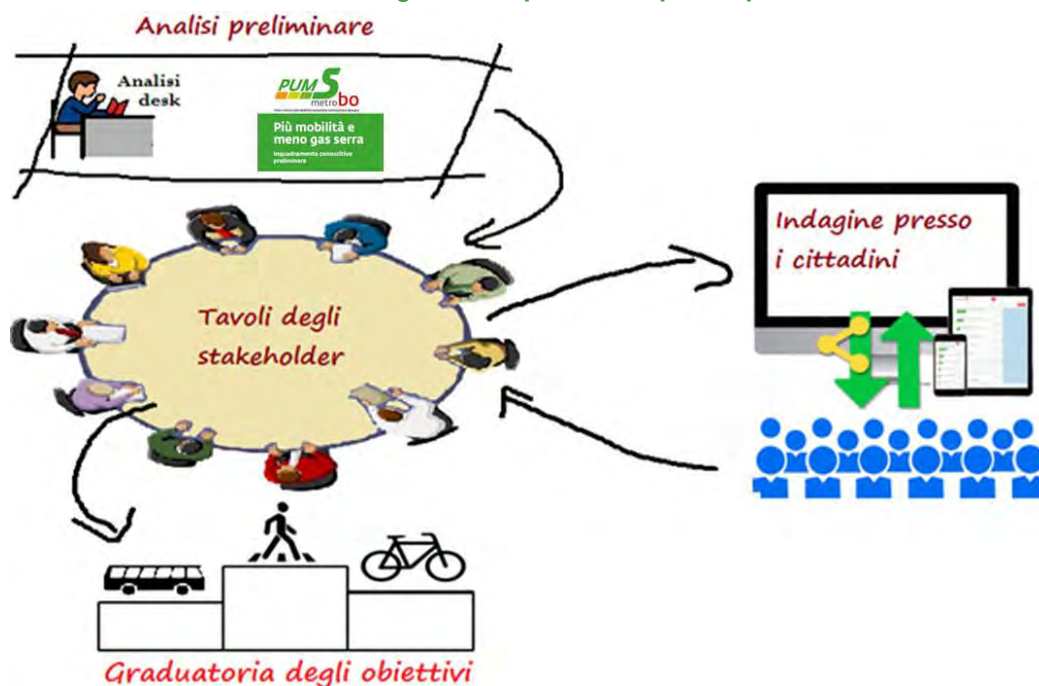 Analisi preliminare
Analisi
desk
PUMS
metrobo
Più mobilità e
meno gas serra
Inquadramento conoscitivo
preliminare
Tavoli degli
stakeholder
Indagine presso
i cittadini
Graduatoria degli obiettivi